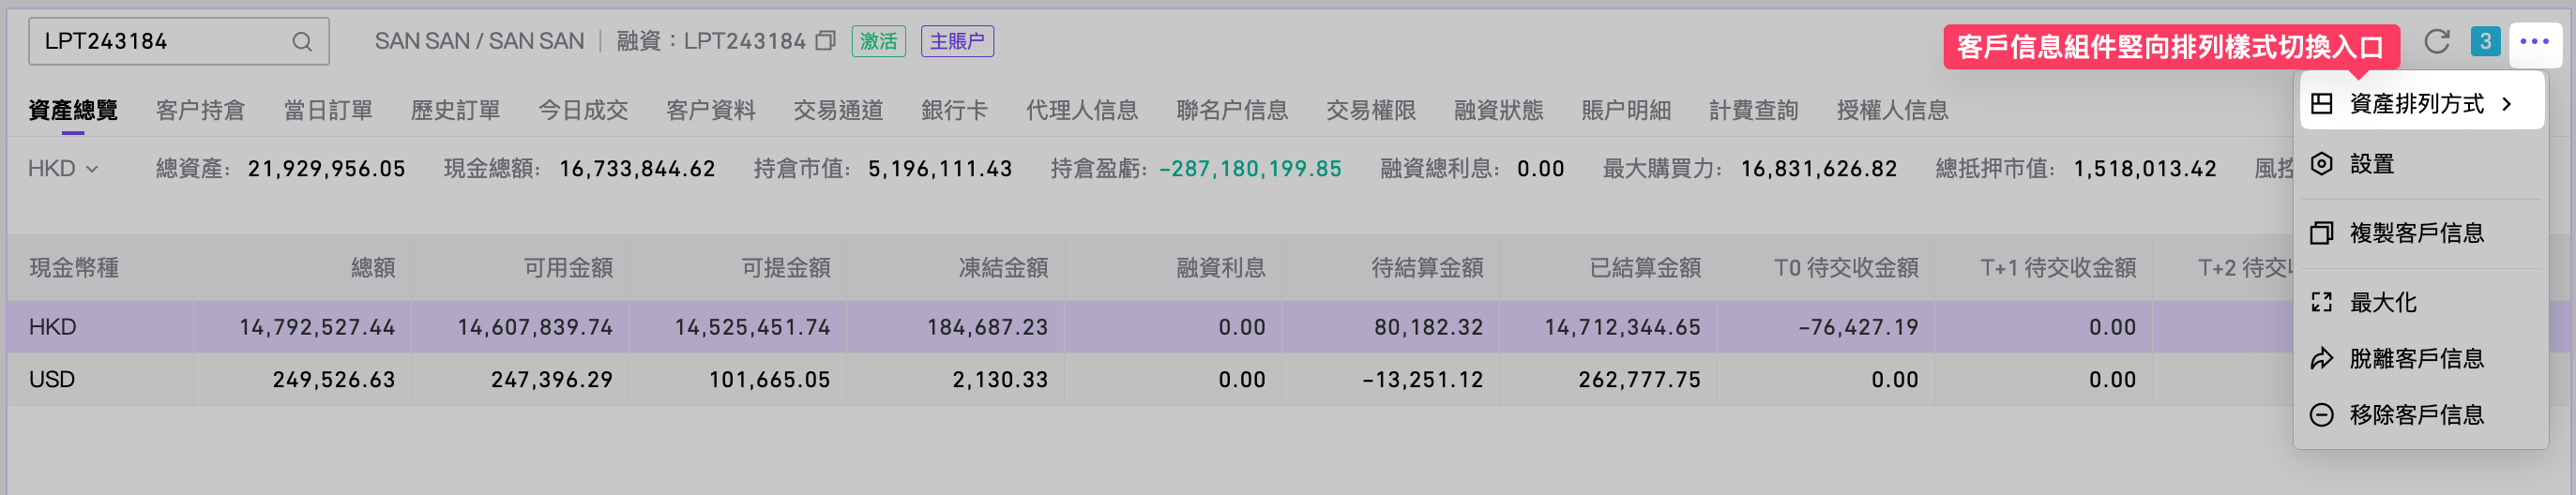 LPT243184 SAN SAN / SAN SAN 融資：LPT243184 激活 主賬户 客戶信息組件竪向排列樣式切換入口 3
資產總覽 客户持倉 當日訂單 歷史訂單 今日成交 客户資料 交易通道 銀行卡 代理人信息 聯名户信息 交易權限 融資狀態 賬户明細 計費查詢 授權人信息
資產排列方式
HKD 總資產: 21,929,956.05 現金總額: 16,733,844.62 持倉市值: 5,196,111.43 持倉盈虧: -287,180,199.85 融資總利息: 0.00 最大購買力: 16,831,626.82 總抵押市值: 1,518,013.42 風控
設置
複製客戶信息
現金幣種 總額 可用金額 可提金額 凍結金額 融資利息 待結算金額 已結算金額 T0 待交收金額 T+1 待交收金額 T+2 待交
最大化
HKD 14,792,527.44 14,607,839.74 14,525,451.74 184,687.23 0.00 80,182.32 14,712,344.65 -76,427.19 0.00
脫離客戶信息
USD 249,526.63 247,396.29 101,665.05 2,130.33 0.00 -13,251.12 262,777.75 0.00 0.00
移除客戶信息